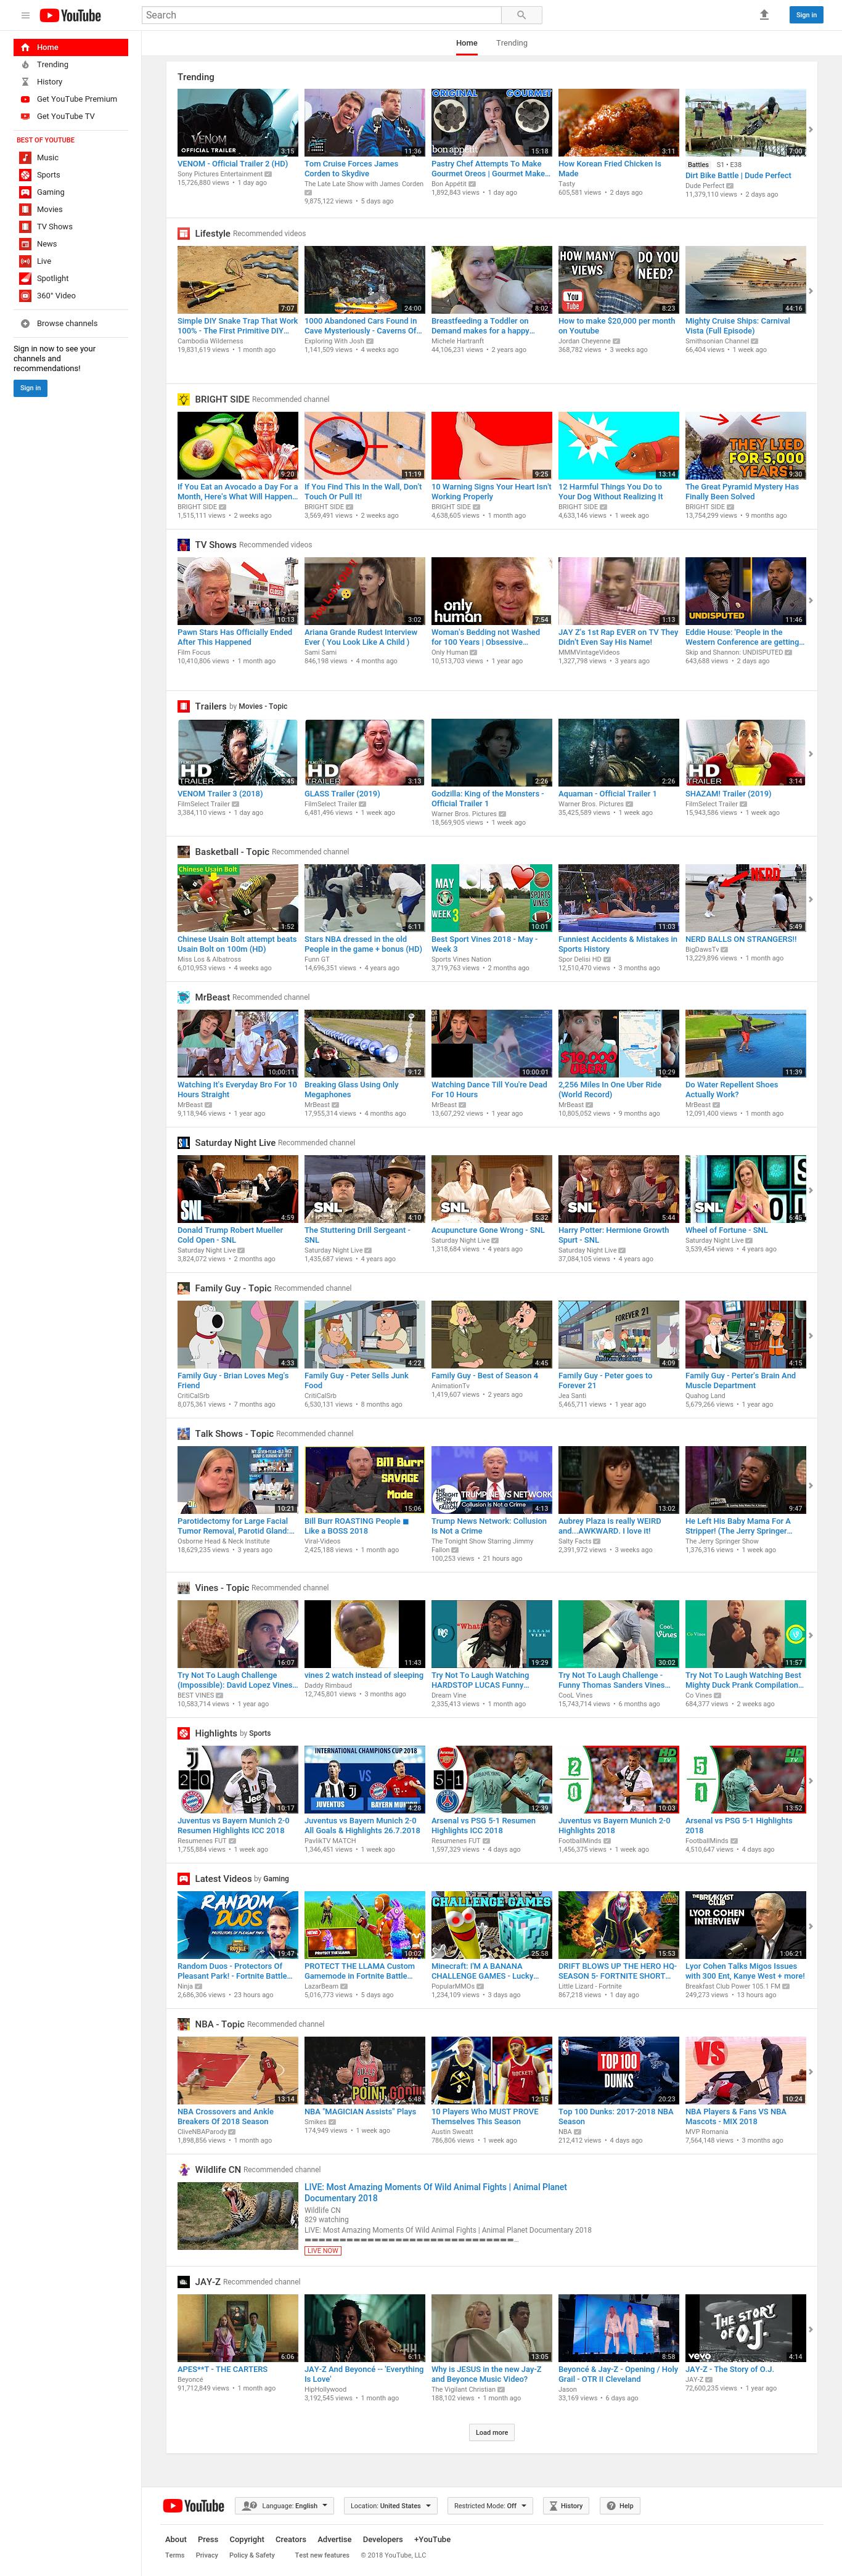 YouTube
Search
Sign in
Home
Trending
Home
Trending
History
Get YouTube Premium
Get YouTube TV
BEST OF YOUTUBE
Music
Sports
Gaming
Movies
TV Shows
News
Live
Spotlight
360° Video
Browse channels
Sign in now to see your
channels and
recommendations!
Sign in
Trending
VENOM
OFFICIAL TRAILER
3:15
VENOM - Official Trailer 2 (HD)
Sony Pictures Entertainment
15,726,880 views • 1 day ago
11:36
Tom Cruise Forces James
Corden to Skydive
The Late Late Show with James Corden
9,875,122 views • 5 days ago
ORIGINAL GOURMET
bon appétit
15:18
Pastry Chef Attempts To Make
Gourmet Oreos | Gourmet Make...
Bon Appétit
1,892,843 views • 1 day ago
3:11
How Korean Fried Chicken Is
Made
Tasty
605,581 views • 2 days ago
7:00
Battles S1 • E38
Dirt Bike Battle | Dude Perfect
Dude Perfect
11,379,110 views • 2 days ago
Lifestyle Recommended videos
7:07
Simple DIY Snake Trap That Work
100% - The First Primitive DIY...
Cambodia Wilderness
19,831,619 views • 1 month ago
24:00
1000 Abandoned Cars Found in
Cave Mysteriously - Caverns Of...
Exploring With Josh
1,141,509 views • 4 weeks ago
8:02
Breastfeeding a Toddler on
Demand makes for a happy...
Michele Hartranft
44,106,231 views • 2 years ago
HOW MANY VIEWS DO YOU NEED?
You Tube
8:23
How to make $20,000 per month
on Youtube
Jordan Cheyenne
368,782 views • 3 weeks ago
44:16
Mighty Cruise Ships: Carnival
Vista (Full Episode)
Smithsonian Channel
66,404 views • 1 week ago
BRIGHT SIDE Recommended channel
9:20
If You Eat an Avocado a Day For a
Month, Here's What Will Happen...
BRIGHT SIDE
1,515,111 views • 2 weeks ago
11:19
If You Find This In the Wall, Don't
Touch Or Pull It!
BRIGHT SIDE
3,569,491 views • 2 weeks ago
9:25
10 Warning Signs Your Heart Isn't
Working Properly
BRIGHT SIDE
4,638,605 views • 1 month ago
13:14
12 Harmful Things You Do to
Your Dog Without Realizing It
BRIGHT SIDE
4,633,146 views • 1 week ago
THEY LIED
FOR 5,000
YEARS!
9:30
The Great Pyramid Mystery Has
Finally Been Solved
BRIGHT SIDE
13,754,299 views • 9 months ago
TV Shows Recommended videos
10:13
Pawn Stars Has Officially Ended
After This Happened
Film Focus
10,410,806 views • 1 month ago
3:02
Ariana Grande Rudest Interview
Ever ( You Look Like A Child )
Sami Sami
846,198 views • 4 months ago
only
human
7:54
Woman's Bedding not Washed
for 100 Years | Obsessive...
Only Human
10,513,703 views • 1 year ago
1:13
JAY Z's 1st Rap EVER on TV They
Didn't Even Say His Name!
MMMVintageVideos
1,327,798 views • 3 years ago
UNDISPUTED
11:46
Eddie House: 'People in the
Western Conference are getting...
Skip and Shannon: UNDISPUTED
643,688 views • 2 days ago
Trailers by Movies - Topic
HD
TRAILER
5:45
VENOM Trailer 3 (2018)
FilmSelect Trailer
3,384,110 views • 1 day ago
HD
TRAILER
3:13
GLASS Trailer (2019)
FilmSelect Trailer
6,481,496 views • 1 week ago
2:26
Godzilla: King of the Monsters -
Official Trailer 1
Warner Bros. Pictures
18,569,905 views • 1 week ago
2:26
Aquaman - Official Trailer 1
Warner Bros. Pictures
35,425,589 views • 1 week ago
HD
TRAILER
3:14
SHAZAM! Trailer (2019)
FilmSelect Trailer
15,943,586 views • 1 week ago
Basketball - Topic Recommended channel
Chinese Usain Bolt
1:52
Chinese Usain Bolt attempt beats
Usain Bolt on 100m (HD)
Miss Los & Albatross
6,010,953 views • 4 weeks ago
6:11
Stars NBA dressed in the old
People in the game + bonus (HD)
Funn GT
14,696,351 views • 4 years ago
MAY
WEEK 3
SPORTS
VINES
10:01
Best Sport Vines 2018 - May -
Week 3
Sports Vines Nation
3,719,763 views • 2 months ago
11:03
Funniest Accidents & Mistakes in
Sports History
Spor Delisi HD
12,510,470 views • 3 months ago
NERD
5:49
NERD BALLS ON STRANGERS!!
BigDawsTv
13,229,896 views • 1 month ago
MrBeast Recommended channel
10:00:11
Watching It's Everyday Bro For 10
Hours Straight
MrBeast
9,118,946 views • 1 year ago
9:12
Breaking Glass Using Only
Megaphones
MrBeast
17,955,314 views • 4 months ago
10:00:01
Watching Dance Till You're Dead
For 10 Hours
MrBeast
13,607,292 views • 1 year ago
$10,000
UBER!
10:29
2,256 Miles In One Uber Ride
(World Record)
MrBeast
10,805,052 views • 9 months ago
11:39
Do Water Repellent Shoes
Actually Work?
MrBeast
12,091,400 views • 1 month ago
Saturday Night Live Recommended channel
SNL
4:59
Donald Trump Robert Mueller
Cold Open - SNL
Saturday Night Live
3,824,072 views • 2 months ago
SNL
4:10
The Stuttering Drill Sergeant -
SNL
Saturday Night Live
1,435,687 views • 4 years ago
SNL
5:32
Acupuncture Gone Wrong - SNL
Saturday Night Live
1,318,684 views • 4 years ago
SNL
5:44
Harry Potter: Hermione Growth
Spurt - SNL
Saturday Night Live
37,084,105 views • 4 years ago
SNL
6:45
Wheel of Fortune - SNL
Saturday Night Live
3,539,454 views • 4 years ago
Family Guy - Topic Recommended channel
4:33
Family Guy - Brian Loves Meg's
Friend
CritiCalSrb
8,075,361 views • 7 months ago
4:22
Family Guy - Peter Sells Junk
Food
CritiCalSrb
6,530,131 views • 8 months ago
4:45
Family Guy - Best of Season 4
AnimationTv
1,419,607 views • 2 years ago
FOREVER 21
4:09
Family Guy - Peter goes to
Forever 21
Jea Santi
5,465,711 views • 1 year ago
4:15
Family Guy - Perter's Brain And
Muscle Department
Quahog Land
5,679,266 views • 1 year ago
Talk Shows - Topic Recommended channel
10:21
Parotidectomy for Large Facial
Tumor Removal, Parotid Gland:...
Osborne Head & Neck Institute
18,629,235 views • 3 years ago
Bill Burr
SAVAGE
Mode
15:06
Bill Burr ROASTING People ■
Like a BOSS 2018
Viral-Videos
2,425,188 views • 1 month ago
THE TONIGHT SHOW
FALLON
TRUMP NEWS NETWORK
Collusion Is Not a Crime
4:13
Trump News Network: Collusion
Is Not a Crime
The Tonight Show Starring Jimmy
Fallon
100,253 views • 21 hours ago
13:02
Aubrey Plaza is really WEIRD
and...AWKWARD. I love it!
Salty Facts
2,391,972 views • 3 weeks ago
9:47
He Left His Baby Mama For A
Stripper! (The Jerry Springer...
The Jerry Springer Show
1,376,316 views • 1 week ago
Vines - Topic Recommended channel
16:07
Try Not To Laugh Challenge
(Impossible): David Lopez Vines...
BEST VINES
10,583,714 views • 1 year ago
11:43
vines 2 watch instead of sleeping
Daddy Rimbaud
12,745,801 views • 3 months ago
"What
DREAM
VINE
19:29
Try Not To Laugh Watching
HARDSTOP LUCAS Funny...
Dream Vine
2,335,413 views • 1 month ago
CooL
Vines
30:02
Try Not To Laugh Challenge -
Funny Thomas Sanders Vines...
CooL Vines
15,743,714 views • 6 months ago
Co Vines
11:57
Try Not To Laugh Watching Best
Mighty Duck Prank Compilation...
Co Vines
684,377 views • 2 weeks ago
Highlights by Sports
2-0
Jeep
10:17
Juventus vs Bayern Munich 2-0
Resumen Highlights ICC 2018
Resumenes FUT
1,755,884 views • 1 week ago
INTERNATIONAL CHAMPIONS CUP 2018
VS
JUVENTUS
BAYERN MUNICH
4:28
Juventus vs Bayern Munich 2-0
All Goals & Highlights 26.7.2018
PavlikTV MATCH
1,346,451 views • 1 week ago
5-1
12:39
Arsenal vs PSG 5-1 Resumen
Highlights ICC 2018
Resumenes FUT
1,597,329 views • 4 days ago
2
0
HD
TV
10:03
Juventus vs Bayern Munich 2-0
Highlights 2018
FootballMinds
1,456,375 views • 1 week ago
5
1
HD
TV
13:52
Arsenal vs PSG 5-1 Highlights
2018
FootballMinds
4,510,647 views • 4 days ago
Latest Videos by Gaming
RANDOM
DUOS
PROTECTORS OF PLEASANT PARK
19:47
Random Duos - Protectors Of
Pleasant Park! - Fortnite Battle...
Ninja
2,686,306 views • 23 hours ago
PROTECT THE LLAMA
10:02
PROTECT THE LLAMA Custom
Gamemode in Fortnite Battle...
LazarBeam
5,016,773 views • 5 days ago
CHALLENGE GAMES
25:58
Minecraft: I'M A BANANA
CHALLENGE GAMES - Lucky...
PopularMMOs
1,234,109 views • 3 days ago
15:53
DRIFT BLOWS UP THE HERO HQ-
SEASON 5- FORTNITE SHORT...
Little Lizard - Fortnite
867,218 views • 1 day ago
THE BREAKFAST
CLUB
LYOR COHEN
INTERVIEW
1:06:21
Lyor Cohen Talks Migos Issues
with 300 Ent, Kanye West + more!
Breakfast Club Power 105.1 FM
249,273 views • 13 hours ago
NBA - Topic Recommended channel
13:14
NBA Crossovers and Ankle
Breakers Of 2018 Season
CliveNBAParody
1,898,856 views • 1 month ago
POINT GOD
6:48
NBA "MAGICIAN Assists" Plays
Smikes
174,949 views • 1 week ago
ROCKETS
12:15
10 Players Who MUST PROVE
Themselves This Season
Austin Sweatt
786,806 views • 1 week ago
TOP 100
DUNKS
20:23
Top 100 Dunks: 2017-2018 NBA
Season
NBA
212,412 views • 4 days ago
VS
10:24
NBA Players & Fans VS NBA
Mascots - MIX 2018
MVP Romania
7,564,148 views • 3 months ago
Wildlife CN Recommended channel
LIVE: Most Amazing Moments Of Wild Animal Fights | Animal Planet
Documentary 2018
Wildlife CN
829 watching
LIVE: Most Amazing Moments Of Wild Animal Fights | Animal Planet Documentary 2018
LIVE NOW
JAY-Z Recommended channel
6:06
APES**T - THE CARTERS
Beyoncé
91,712,849 views • 1 month ago
6:11
JAY-Z And Beyoncé -- 'Everything
Is Love'
HipHollywood
3,192,545 views • 1 month ago
13:05
Why is JESUS in the new Jay-Z
and Beyonce Music Video?
The Vigilant Christian
188,102 views • 1 month ago
8:58
Beyoncé & Jay-Z - Opening / Holy
Grail - OTR II Cleveland
Jason
33,169 views • 6 days ago
THE STORY
OF O.J.
vevo
4:14
JAY-Z - The Story of O.J.
JAY-Z
72,600,235 views • 1 year ago
Load more
YouTube
Language: English
Location: United States
Restricted Mode: Off
History
Help
About Press Copyright Creators Advertise Developers +YouTube
Terms Privacy Policy & Safety Test new features © 2018 YouTube, LLC